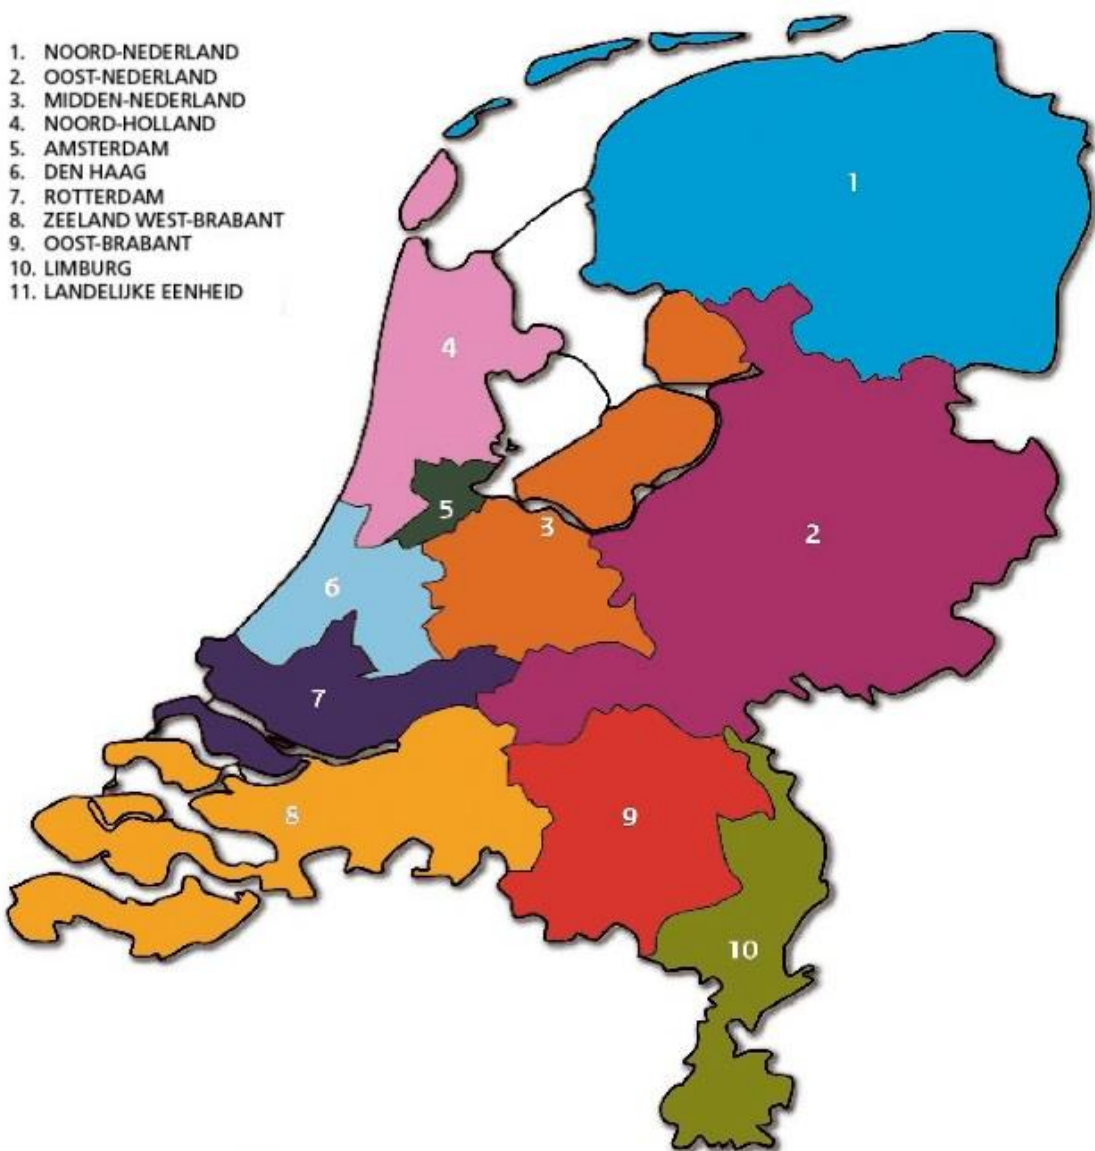 1. NOORD-NEDERLAND
2. OOST-NEDERLAND
3. MIDDEN-NEDERLAND
4. NOORD-HOLLAND
5. AMSTERDAM
6. DEN HAAG
7. ROTTERDAM
8. ZEELAND WEST-BRABANT
9. OOST-BRABANT
10. LIMBURG
11. LANDELIJKE EENHEID
1
4
5
3
2
6
7
8
9
10